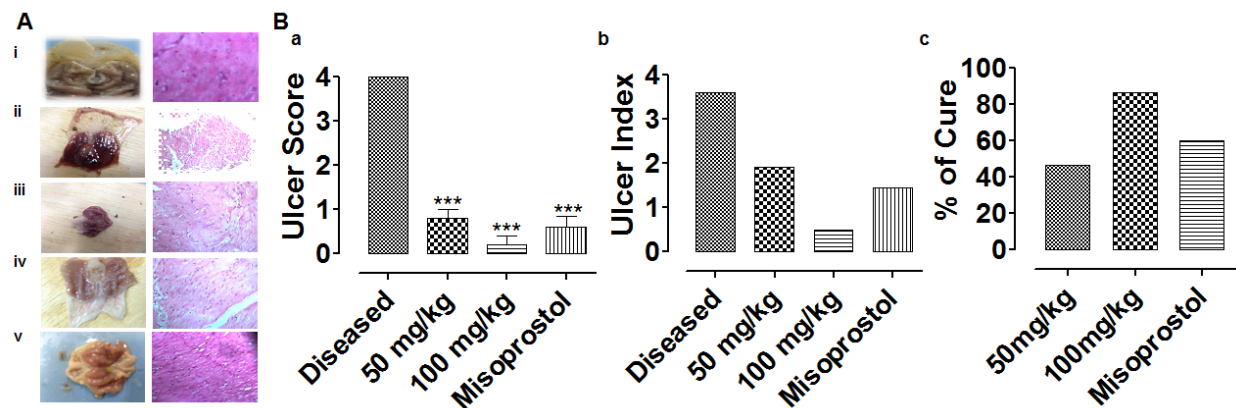 A
i
ii
iii
iv
v
B
a
Ulcer Score
4
3
2
1
0
***
***
***
Diseased
50 mg/kg
100 mg/kg
Misoprostol
b
Ulcer Index
4
3
2
1
0
Diseased
50 mg/kg
100 mg/kg
Misoprostol
c
% of Cure
100
80
60
40
20
0
50mg/kg
100mg/kg
Misoprostol